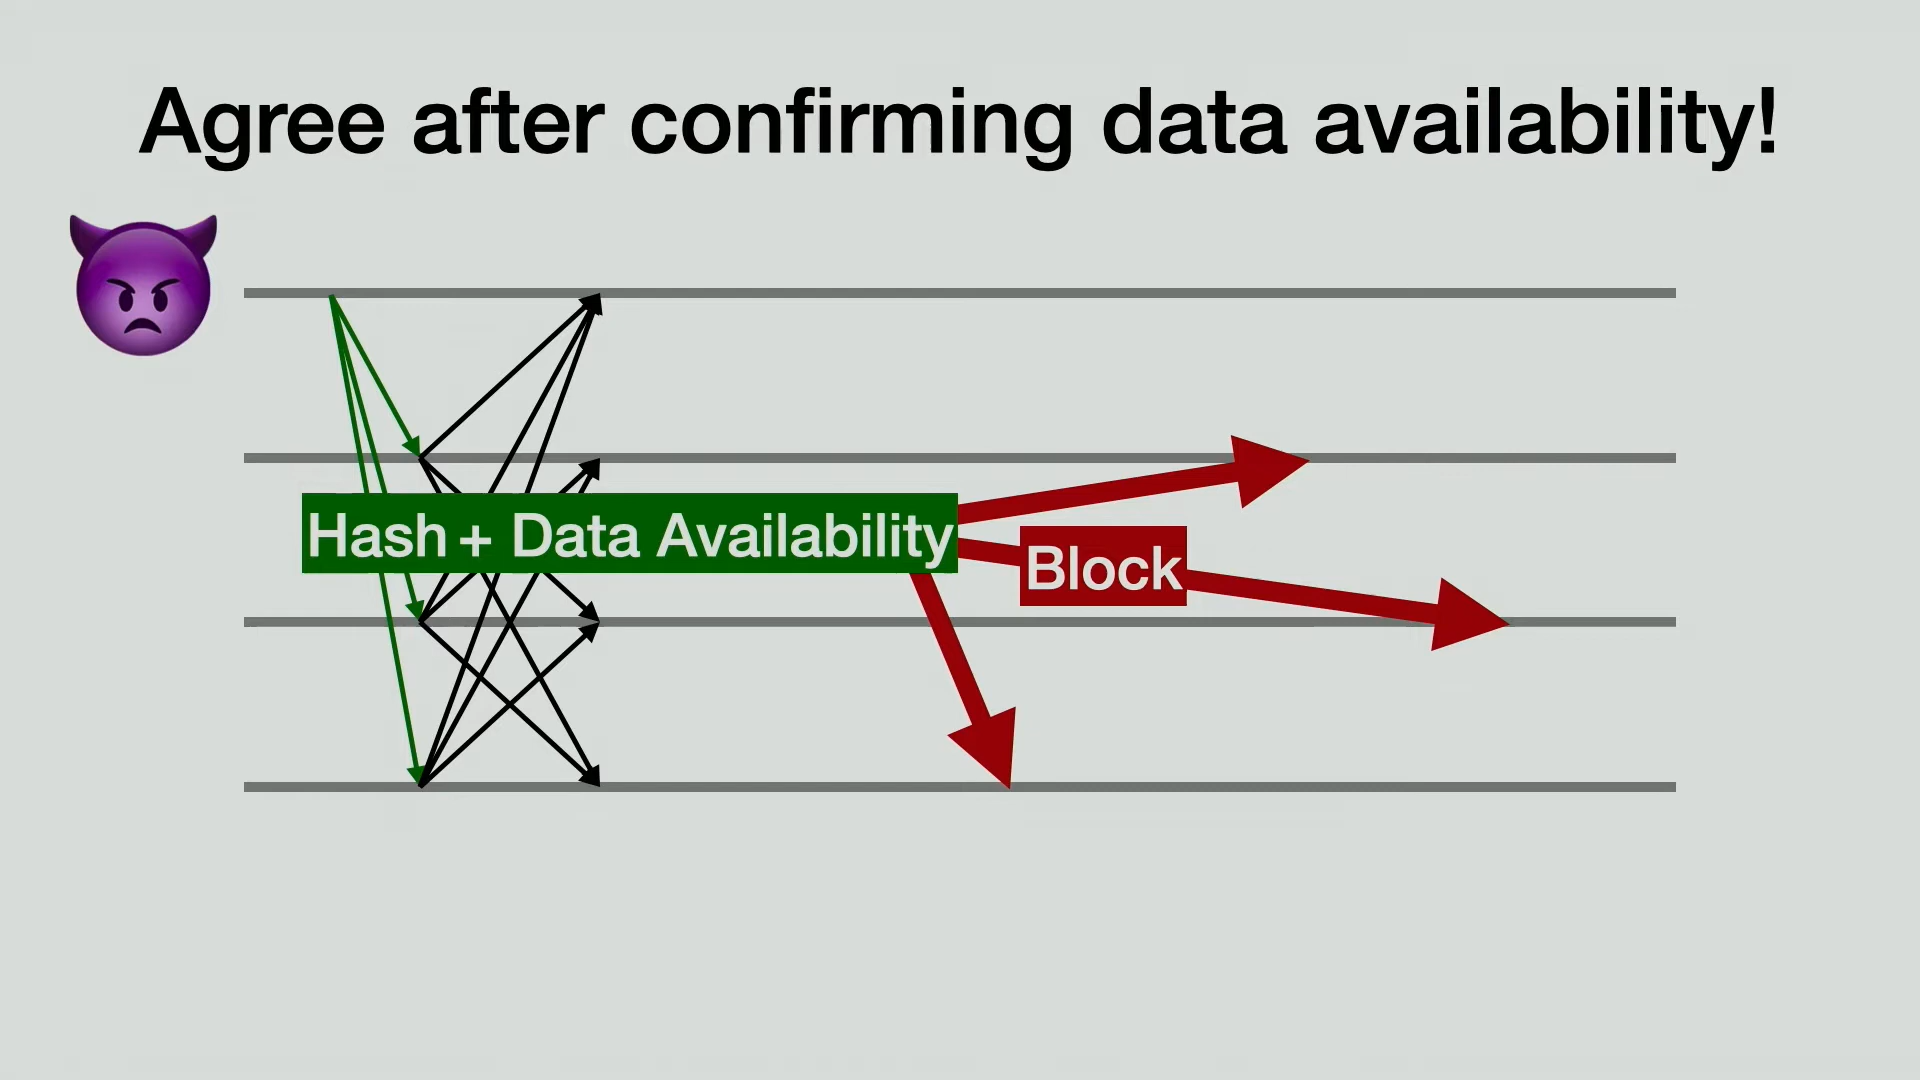 Agree after confirming data availability!
Hash + Data Availability
Block